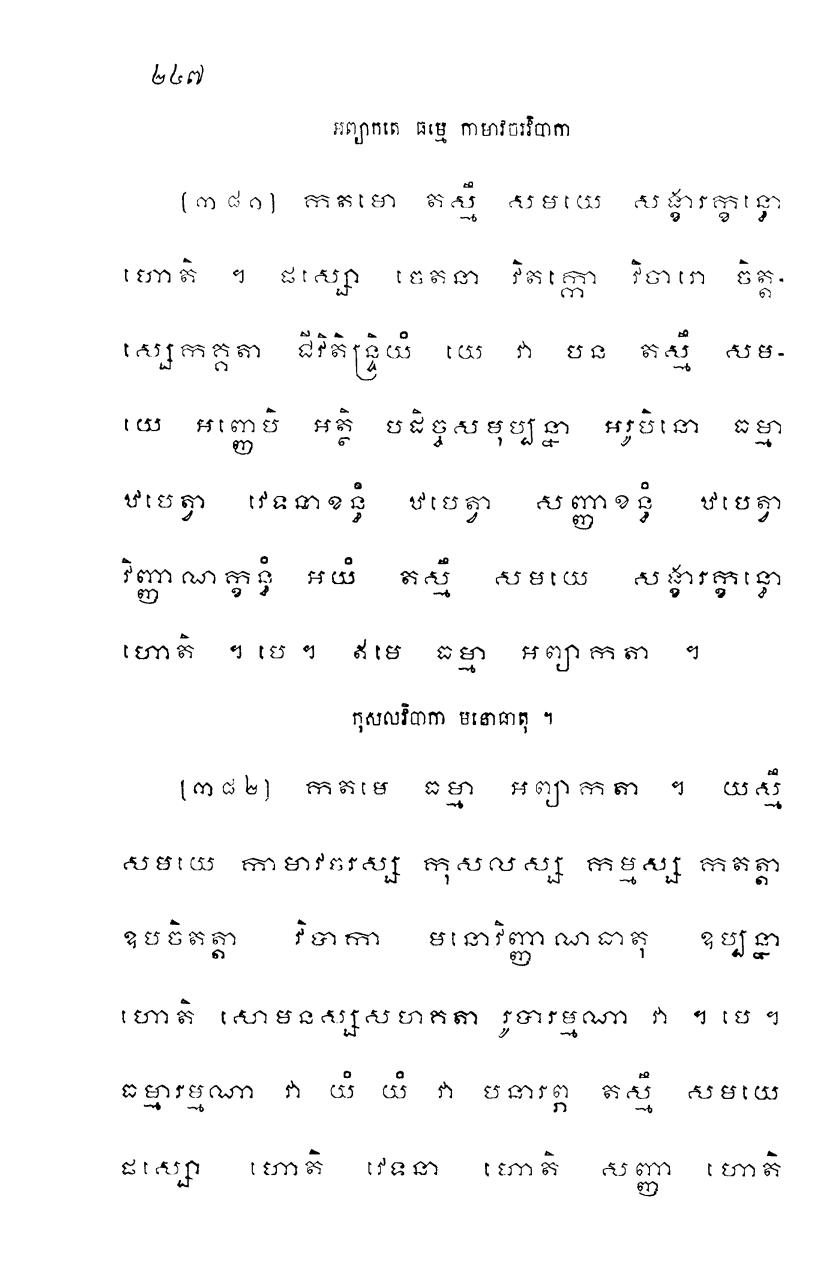 ២៤៧
អព្យាកតេ ធម្មេ កាមាវចរវិបាកា
(៣៨១) កតមោ តស្មឹ សមយេ សង្ខារក្ខន្ធោ
ហោតិ ។ ផស្សោ ចេតនា វិតក្កោ វិចារោ ចិត្ត-
ស្សេកគ្គតា ជីវិតិន្ទ្រិយំ យេ វា បន តស្មឹ សម-
យេ អញ្ញេបិ អត្ថិ បដិច្ចសមុប្បន្នា អរូបិនោ ធម្មា
ឋបេត្វា វេទនាខន្ធំ ឋបេត្វា សញ្ញាខន្ធំ ឋបេត្វា
វិញ្ញាណក្ខន្ធំ អយំ តស្មឹ សមយេ សង្ខារក្ខន្ធោ
ហោតិ ។ បេ ។ ឥមេ ធម្មា អព្យាកតា ។
កុសលវិបាកា មនោធាតុ ។
(៣៨២) កតមេ ធម្មា អព្យាកតា ។ យស្មឹ
សមយេ កាមាវចរស្ស កុសលស្ស កម្មស្ស កតត្តា
ឧបចិតត្តា វិបាកា មនោវិញ្ញាណធាតុ ឧប្បន្នា
ហោតិ សោមនស្សសហគតា រូបារម្មណា វា ។ បេ ។
ធម្មារម្មណា វា យំ យំ វា បនារព្ភ តស្មឹ សមយេ
ផស្សោ ហោតិ វេទនា ហោតិ សញ្ញា ហោតិ